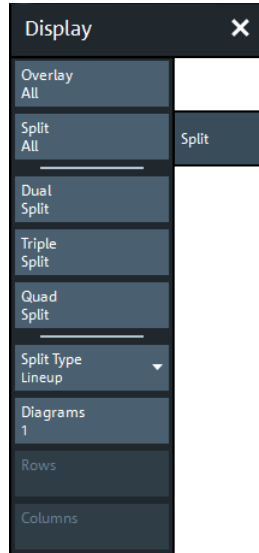 Display
Overlay
All
Split
All
Split
Dual
Split
Triple
Split
Quad
Split
Split Type
Lineup
Diagrams
1
Rows
Columns